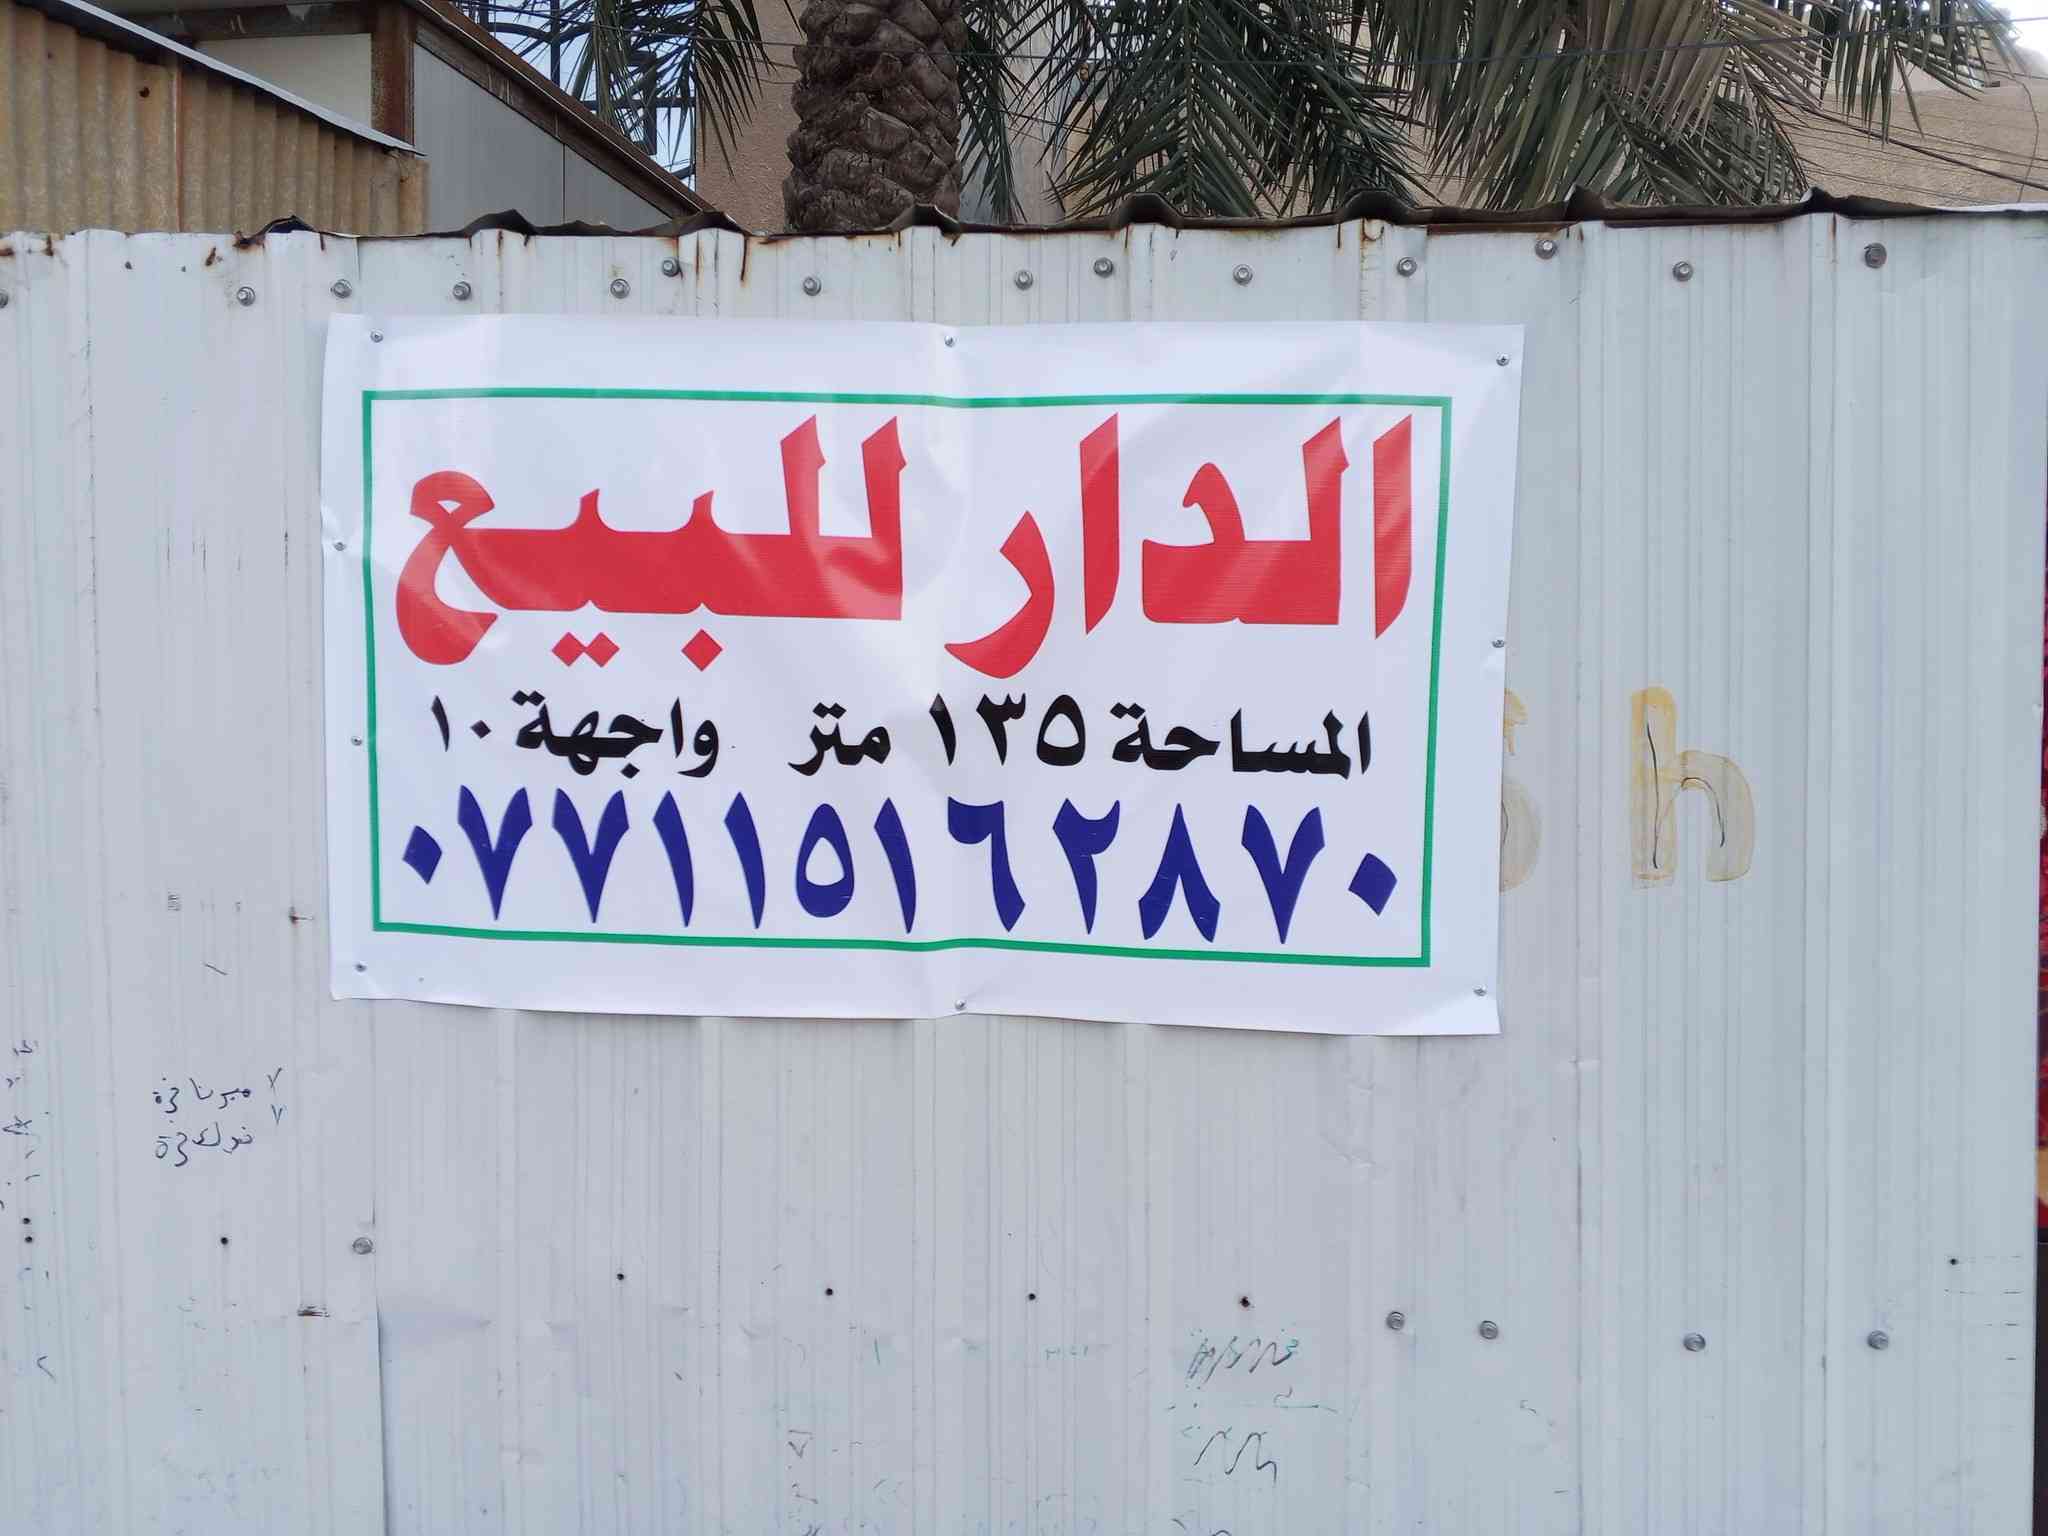 الدار للبيع
المساحة ١٣٥ متر واجهة ١٠
٠٧٧١١٥١٦٢٨٧٠
h